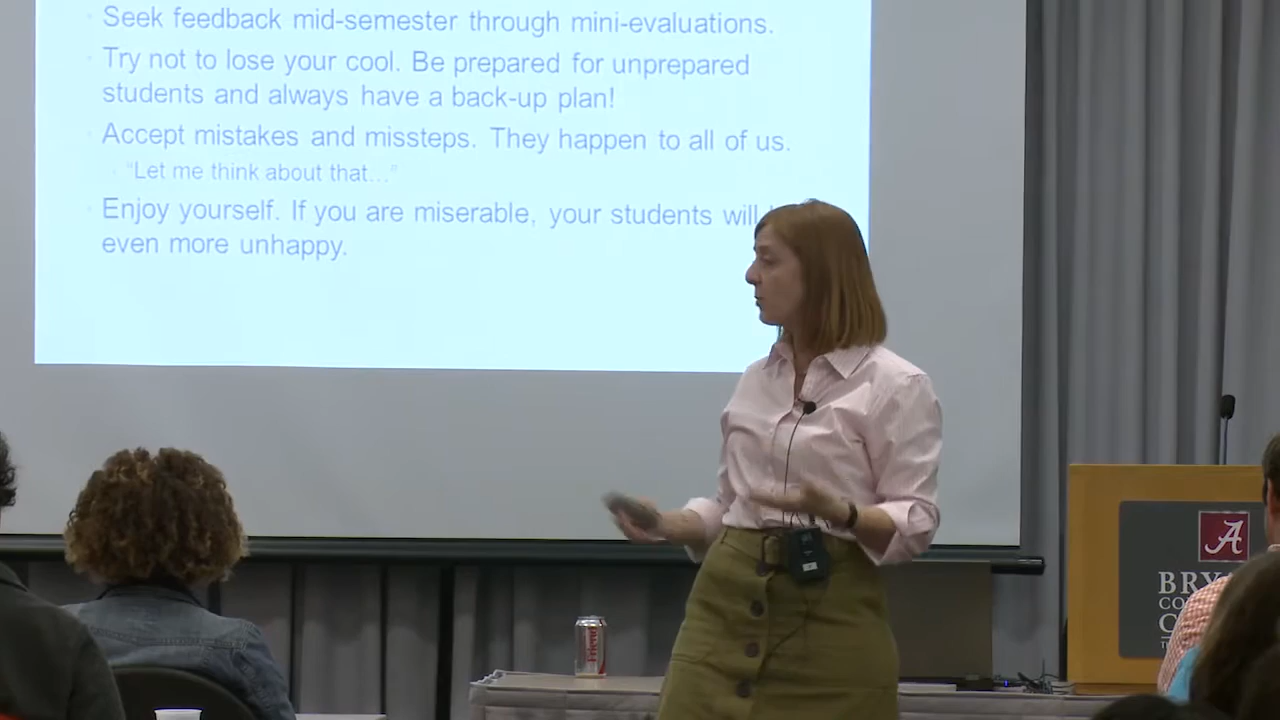 Seek feedback mid-semester through mini-evaluations.
Try not to lose your cool. Be prepared for unprepared
students and always have a back-up plan!
Accept mistakes and missteps. They happen to all of us.
"Let me think about that..."
Enjoy yourself. If you are miserable, your students will
even more unhappy.
Friend
A